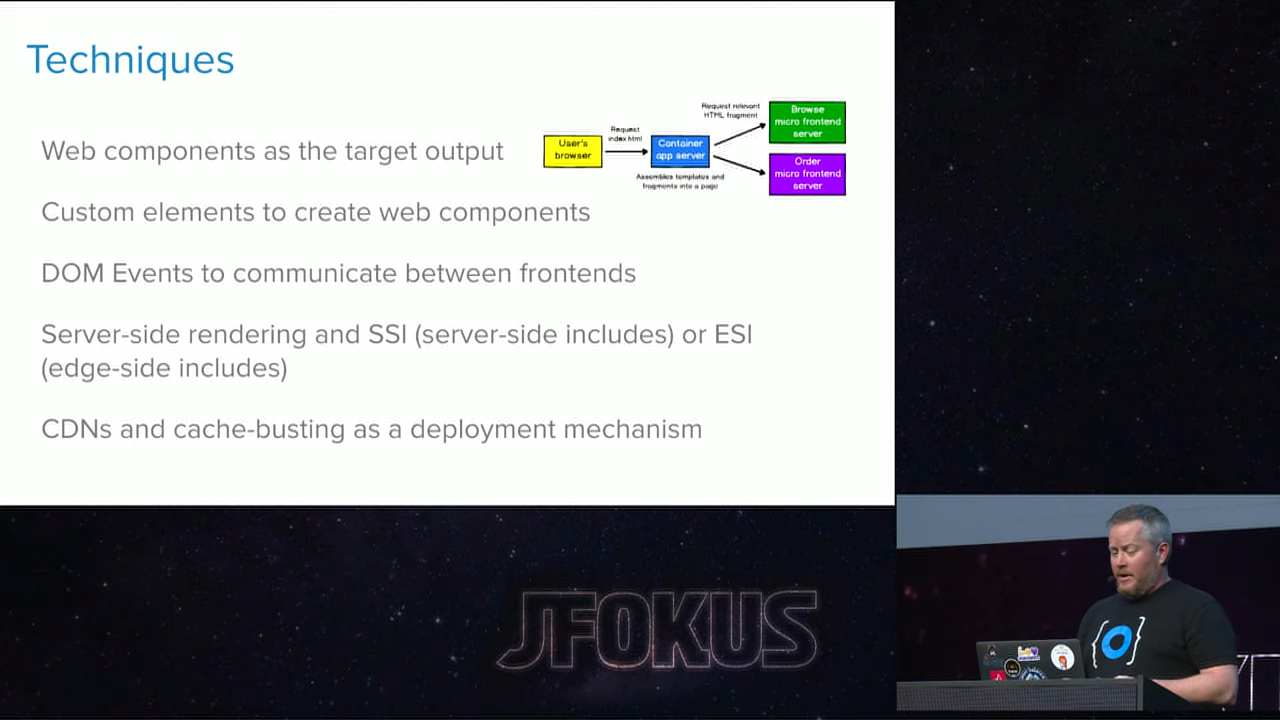 Techniques
Web components as the target output
Custom elements to create web components
DOM Events to communicate between frontends
Server-side rendering and SSI (server-side includes) or ESI
(edge-side includes)
CDNs and cache-busting as a deployment mechanism
User's
browser
Request
index.html
Container
app server
Assembles templates and
fragments into a page
Request relevant
HTML fragment
Browse
micro frontend
server
Order
micro frontend
server
JFOKUS